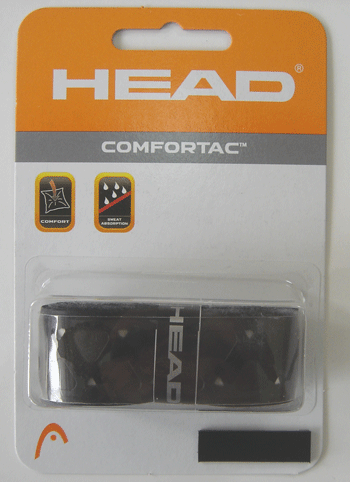 HEAD®
COMFORTAC™
COMFORT
SWEAT
ABSORPTION
HEAD